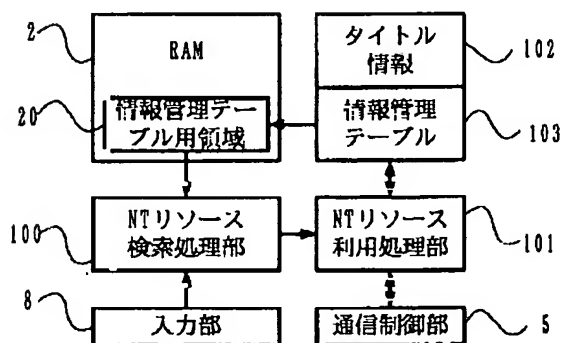 2
RAM
タイトル
情報
102
20
情報管理テー
ブル用領域
情報管理
テーブル
103
100
NTリソース
検索処理部
NTリソース
利用処理部
101
8
入力部
通信制御部
5